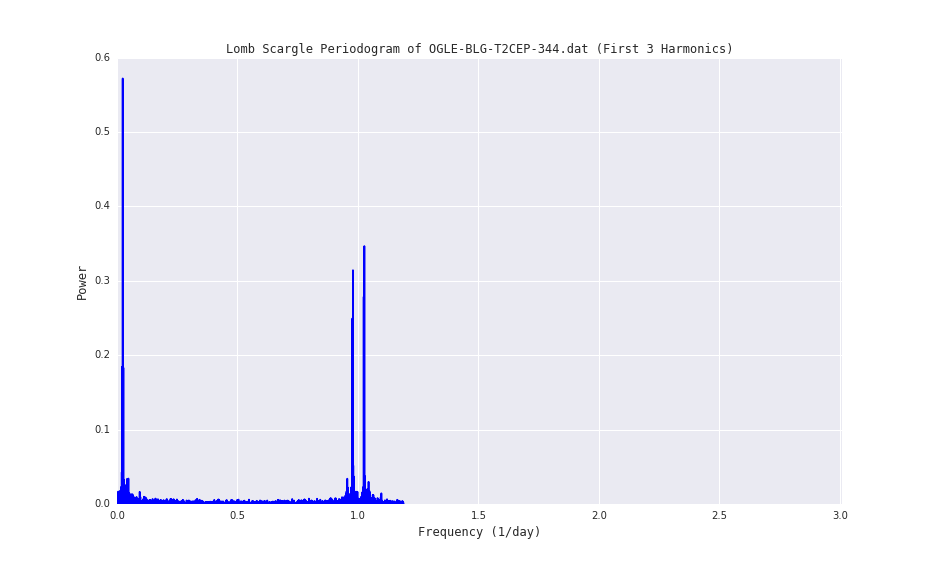 Lomb Scargle Periodogram of OGLE-BLG-T2CEP-344.dat (First 3 Harmonics)
0.6
0.5
0.4
0.3
0.2
0.1
0.0
Power
0.0 0.5 1.0 1.5 2.0 2.5 3.0
Frequency (1/day)